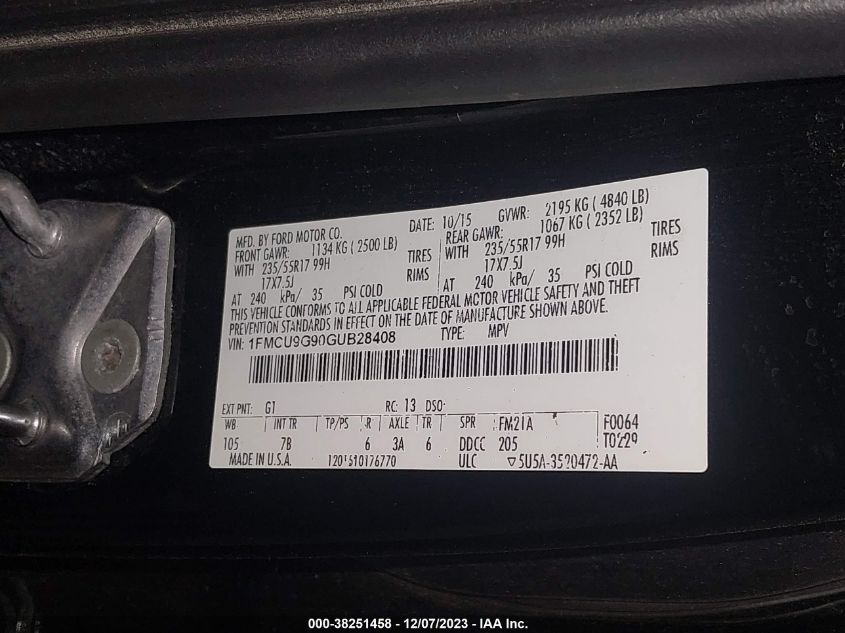 MFD. BY FORD MOTOR CO. DATE: 10/15 GVWR: 2195 KG ( 4840 LB)
FRONT GAWR: 1134 KG ( 2500 LB) REAR GAWR: 1067 KG ( 2352 LB)
WITH 235/55R17 99H TIRES WITH 235/55R17 99H TIRES
17X7.5J RIMS 17X7.5J RIMS
AT 240 kPa/ 35 PSI COLD AT 240 kPa/ 35 PSI COLD
THIS VEHICLE CONFORMS TO ALL APPLICABLE FEDERAL MOTOR VEHICLE SAFETY AND THEFT
PREVENTION STANDARDS IN EFFECT ON THE DATE OF MANUFACTURE SHOWN ABOVE.
VIN: 1FMCU9G90GUB28408 TYPE: MPV
EXT PNT: G1 RC: 13 DSO:
WB INT TR TP/PS R AXLE TR SPR FM21A F0064
105 7B 6 3A 6 DDCC 205 T0229
MADE IN U.S.A. 1201510176770 ULC ▽5U5A-3520472-AA
000-38251458 - 12/07/2023 - IAA Inc.